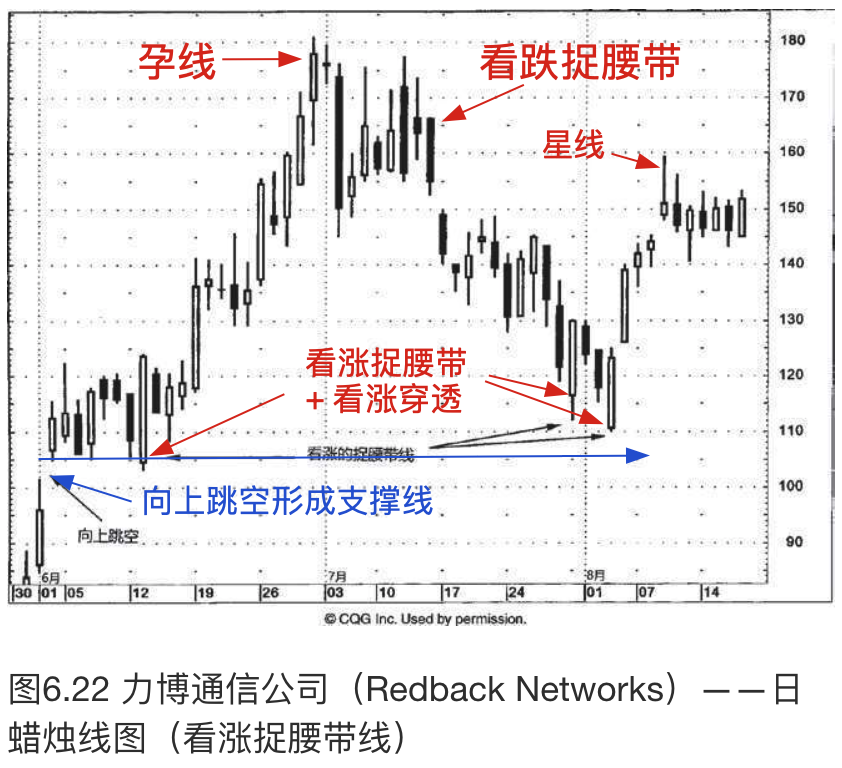 180
孕线
看跌捉腰带
170
星线
160
150
140
130
看涨捉腰带
+ 看涨穿透
120
110
看涨的捉腰带线
向上跳空形成支撑线
100
向上跳空
90
6月
7月
8月
30 01 05 12 19 26 03 10 17 24 01 07 14
© CQG Inc. Used by permission.
图6.22 力博通信公司（Redback Networks）——日
蜡烛线图（看涨捉腰带线）